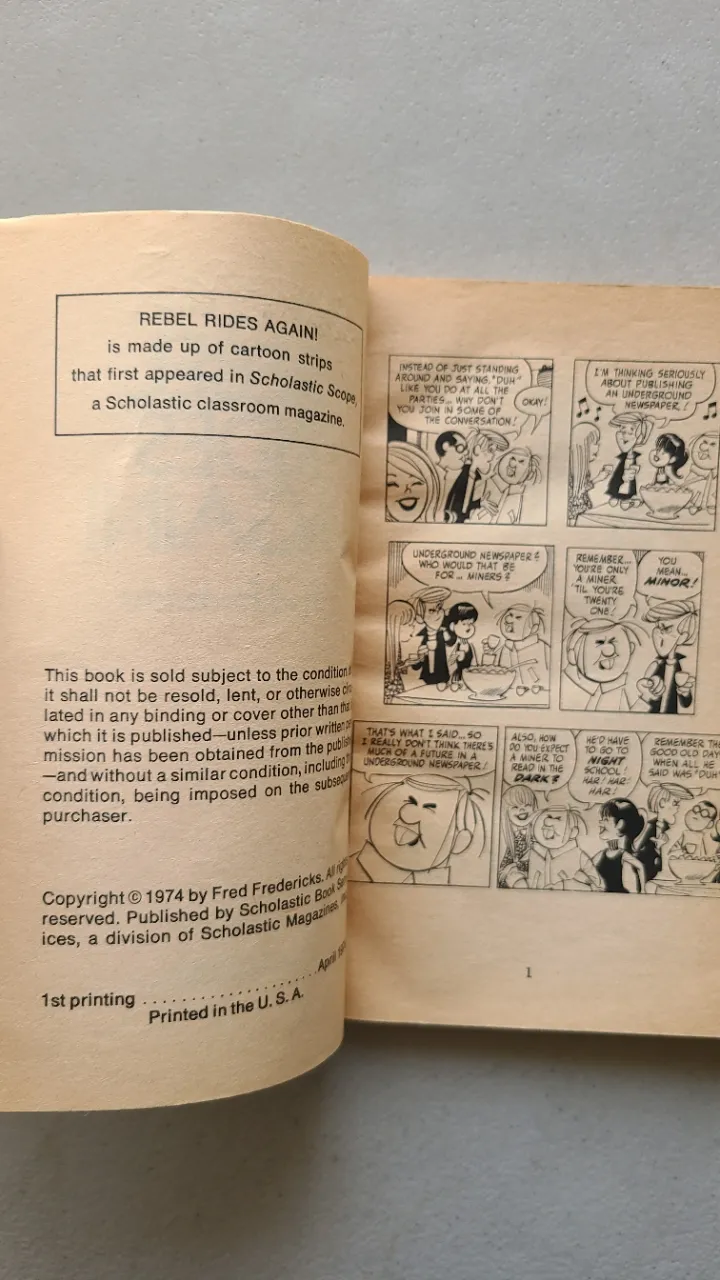 REBEL RIDES AGAIN!
is made up of cartoon strips
that first appeared in Scholastic Scope,
a Scholastic classroom magazine.
This book is sold subject to the condition
it shall not be resold, lent, or otherwise
lated in any binding or cover other than
which it is published—unless prior written
mission has been obtained from the
—and without a similar condition, including
condition, being imposed on the
purchaser.
Copyright © 1974 by Fred Fredericks. All
reserved. Published by Scholastic Book
ices, a division of Scholastic Magazines,
1st printing ................. April
Printed in the U. S. A.
INSTEAD OF JUST STANDING
AROUND AND SAYING, "DUH"
LIKE YOU DO AT ALL THE
PARTIES... WHY DON'T
YOU JOIN IN SOME OF
THE CONVERSATION!
OKAY!
I'M THINKING SERIOUSLY
ABOUT PUBLISHING
AN UNDERGROUND
NEWSPAPER!
UNDERGROUND NEWSPAPER?
WHO WOULD THAT BE
FOR... MINERS?
REMEMBER...
YOU'RE ONLY
A MINER
'TIL YOU'RE
TWENTY
ONE!
YOU
MEAN...
MINOR!
THAT'S WHAT I SAID... SO
I REALLY DON'T THINK THERE'S
MUCH OF A FUTURE IN A
UNDERGROUND NEWSPAPER!
ALSO, HOW
DO YOU EXPECT
A MINER TO
READ IN THE
DARK?
HE'D HAVE
TO GO TO
NIGHT
SCHOOL!
HAR! HAR!
HAR!
REMEMBER THE
GOOD OLD DAY
WHEN ALL HE
SAID WAS "DUH"
1